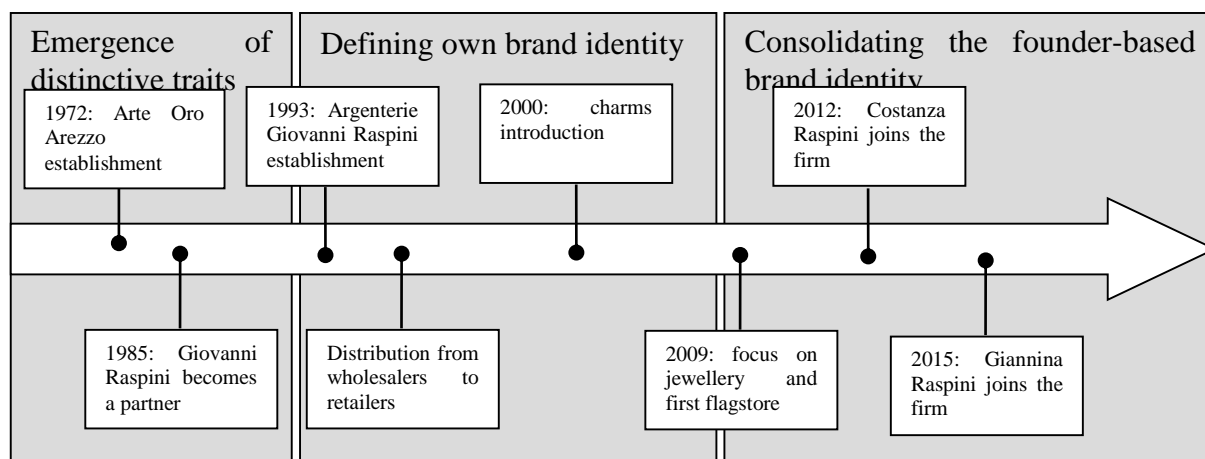 Emergence of
distinctive traits
Defining own brand identity
Consolidating the founder-based
brand identity
1972: Arte Oro
Arezzo
establishment
1993: Argenterie
Giovanni Raspini
establishment
2000: charms
introduction
2012: Costanza
Raspini joins the
firm
1985: Giovanni
Raspini becomes
a partner
Distribution from
wholesalers to
retailers
2009: focus on
jewellery and
first flagstore
2015: Giannina
Raspini joins the
firm